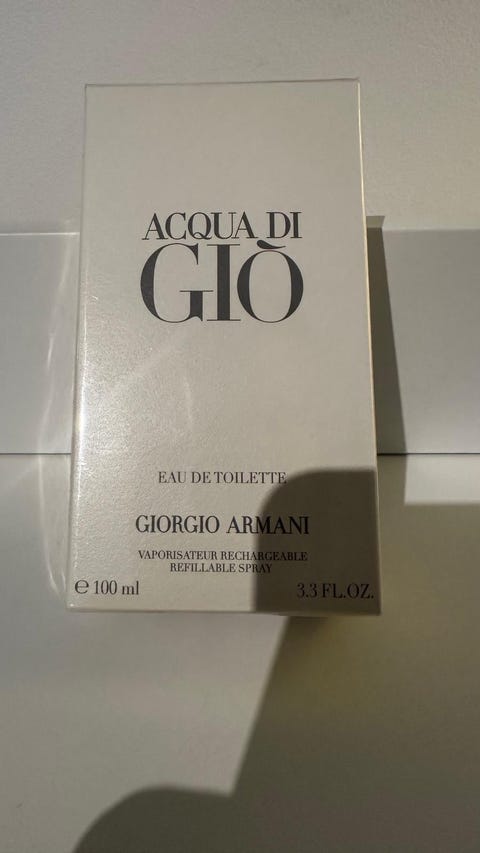 ACQUA DI
GIÒ
EAU DE TOILETTE
GIORGIO ARMANI
VAPORISATEUR RECHARGEABLE
REFILLABLE SPRAY
℮ 100 ml 3.3 FL.OZ.